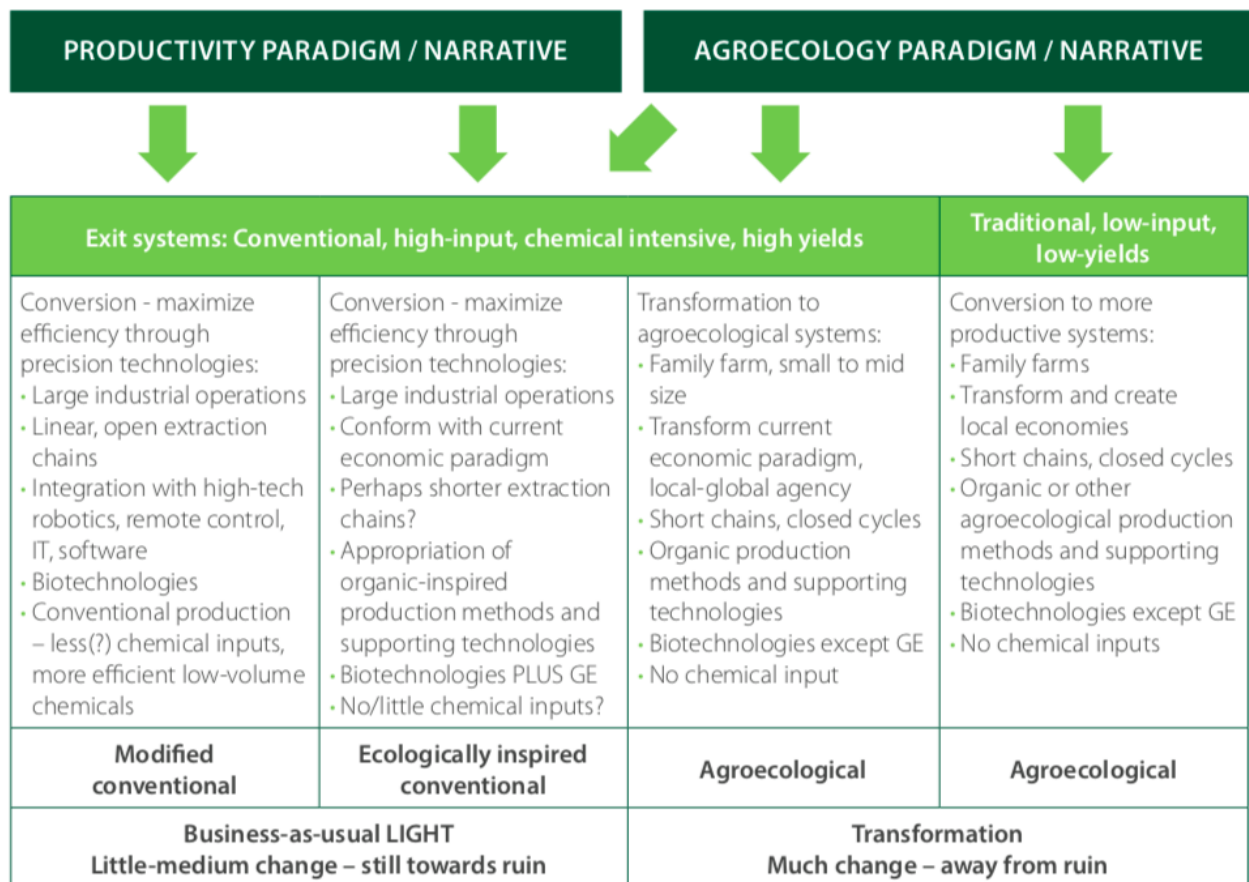 PRODUCTIVITY PARADIGM / NARRATIVE
AGROECOLOGY PARADIGM / NARRATIVE
Exit systems: Conventional, high-input, chemical intensive, high yields
Traditional, low-input,
low-yields
Conversion - maximize
efficiency through
precision technologies:
• Large industrial operations
• Linear, open extraction
chains
• Integration with high-tech
robotics, remote control,
IT, software
• Biotechnologies
• Conventional production
– less(?) chemical inputs,
more efficient low-volume
chemicals
Conversion - maximize
efficiency through
precision technologies:
• Large industrial operations
• Conform with current
economic paradigm
• Perhaps shorter extraction
chains?
• Appropriation of
organic-inspired
production methods and
supporting technologies
• Biotechnologies PLUS GE
• No/little chemical inputs?
Transformation to
agroecological systems:
• Family farm, small to mid
size
• Transform current
economic paradigm,
local-global agency
• Short chains, closed cycles
• Organic production
methods and supporting
technologies
• Biotechnologies except GE
• No chemical input
Conversion to more
productive systems:
• Family farms
• Transform and create
local economies
• Short chains, closed cycles
• Organic or other
agroecological production
methods and supporting
technologies
• Biotechnologies except GE
• No chemical inputs
Modified
conventional
Ecologically inspired
conventional
Agroecological
Agroecological
Business-as-usual LIGHT
Little-medium change – still towards ruin
Transformation
Much change – away from ruin